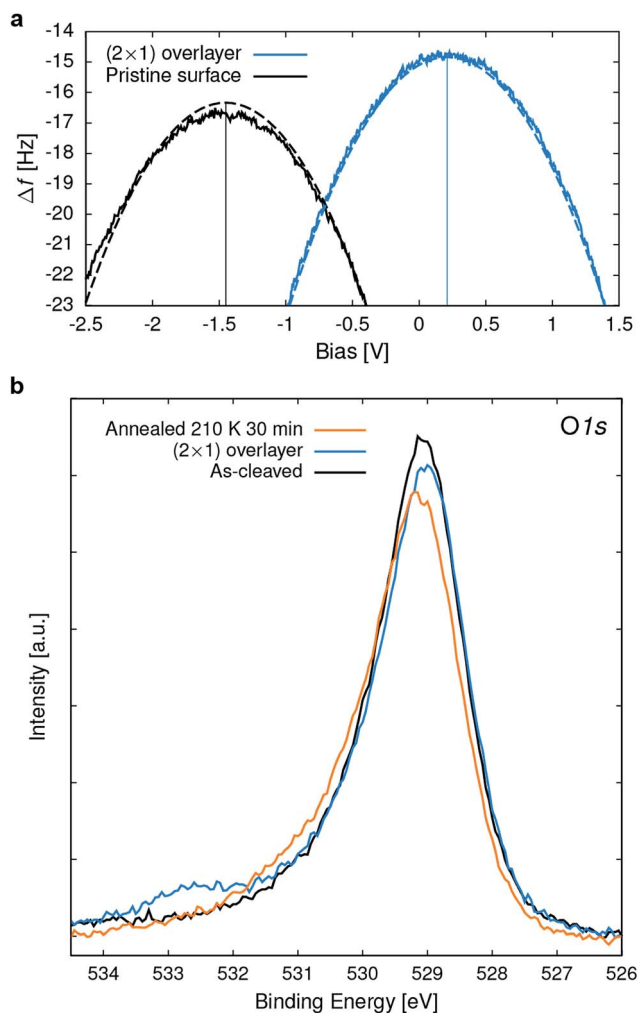 a
(2×1) overlayer
Pristine surface
-14
-15
-16
-17
-18
-19
-20
-21
-22
-23
Δf [Hz]
-2.5 -2 -1.5 -1 -0.5 0 0.5 1 1.5
Bias [V]
b
O1s
Annealed 210 K 30 min
(2×1) overlayer
As-cleaved
Intensity [a.u.]
534 533 532 531 530 529 528 527 526
Binding Energy [eV]